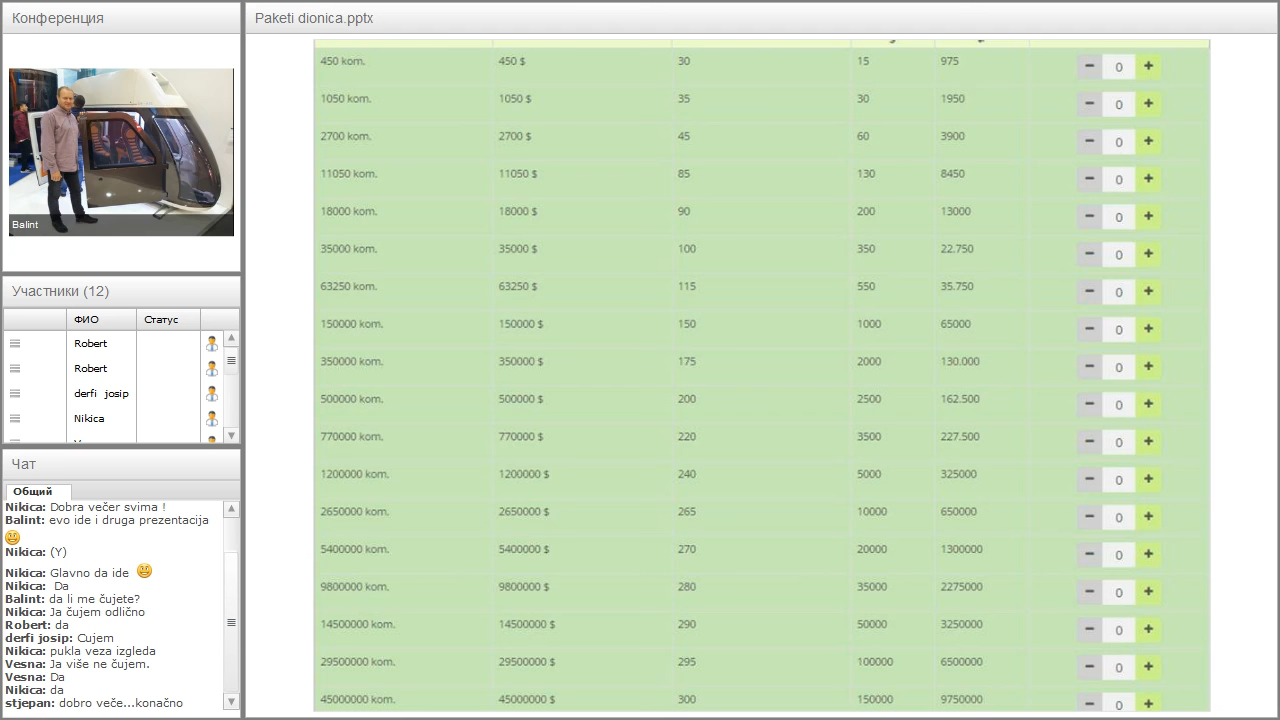 Конференция
Balint
Участники (12)
ФИО Статус
Robert
Robert
derfi josip
Nikica
Чат
Общий
Nikica: Dobra večer svima !
Balint: evo ide i druga prezentacija
Nikica: (Y)
Nikica: Glavno da ide
Nikica: Da
Balint: da li me čujete?
Nikica: Ja čujem odlično
Robert: da
derfi josip: Cujem
Nikica: pukla veza izgleda
Vesna: Ja više ne čujem.
Vesna: Da
Nikica: da
stjepan: dobro veče...konačno
Paketi dionica.pptx
450 kom. 450 $ 30 15 975 − 0 +
1050 kom. 1050 $ 35 30 1950 − 0 +
2700 kom. 2700 $ 45 60 3900 − 0 +
11050 kom. 11050 $ 85 130 8450 − 0 +
18000 kom. 18000 $ 90 200 13000 − 0 +
35000 kom. 35000 $ 100 350 22.750 − 0 +
63250 kom. 63250 $ 115 550 35.750 − 0 +
150000 kom. 150000 $ 150 1000 65000 − 0 +
350000 kom. 350000 $ 175 2000 130.000 − 0 +
500000 kom. 500000 $ 200 2500 162.500 − 0 +
770000 kom. 770000 $ 220 3500 227.500 − 0 +
1200000 kom. 1200000 $ 240 5000 325000 − 0 +
2650000 kom. 2650000 $ 265 10000 650000 − 0 +
5400000 kom. 5400000 $ 270 20000 1300000 − 0 +
9800000 kom. 9800000 $ 280 35000 2275000 − 0 +
14500000 kom. 14500000 $ 290 50000 3250000 − 0 +
29500000 kom. 29500000 $ 295 100000 6500000 − 0 +
45000000 kom. 45000000 $ 300 150000 9750000 − 0 +